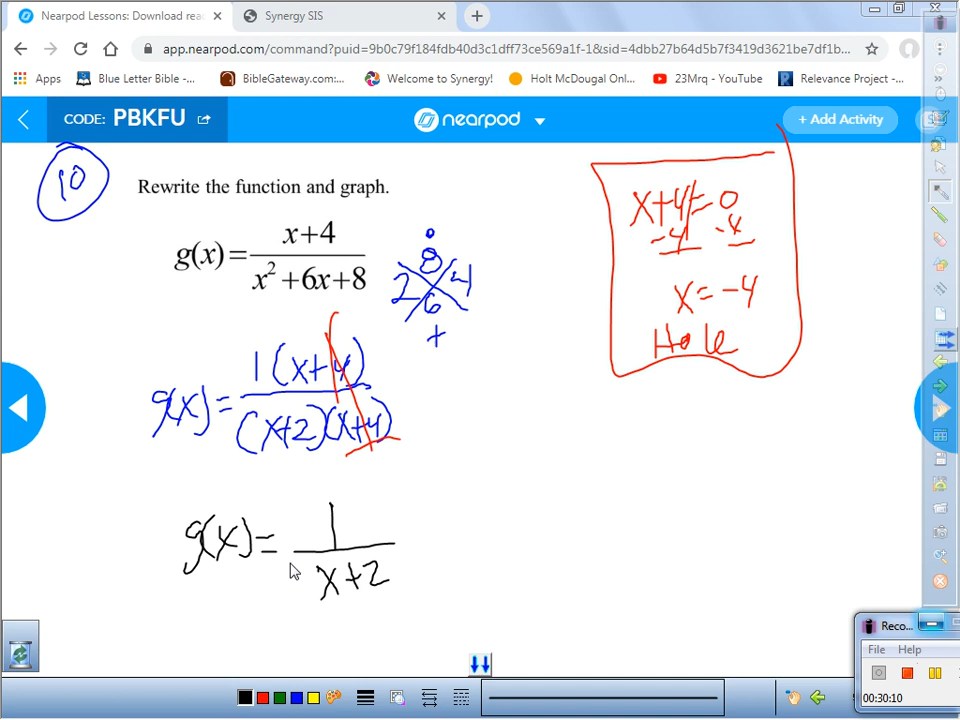 Nearpod Lessons: Download rea
Synergy SIS
app.nearpod.com/command?puid=9b0c79f184fdb40d3c1dff73ce569a1f-1&sid=4dbb27b64d5b7f3419d3621be7df1b...
Apps
Blue Letter Bible -...
BibleGateway.com:...
Welcome to Synergy!
Holt McDougal Onl...
23Mrq - YouTube
Relevance Project -...
CODE: PBKFU
nearpod
+ Add Activity
10
Rewrite the function and graph.
g(x) = x+4 / x² + 6x + 8
8
2 4
6
+
g(x) = 1(x+4) / (x+2)(x+4)
g(x) = 1 / x+2
x+4=0
-4 -4
x = -4
Hole
Reco...
File Help
00:30:10